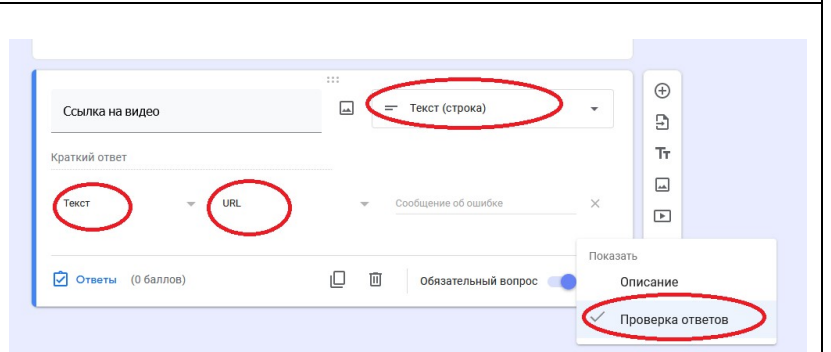 Ссылка на видео
Текст (строка)
Краткий ответ
Текст
URL
Сообщение об ошибке
Ответы (0 баллов)
Обязательный вопрос
Показать
Описание
Проверка ответов
Тт